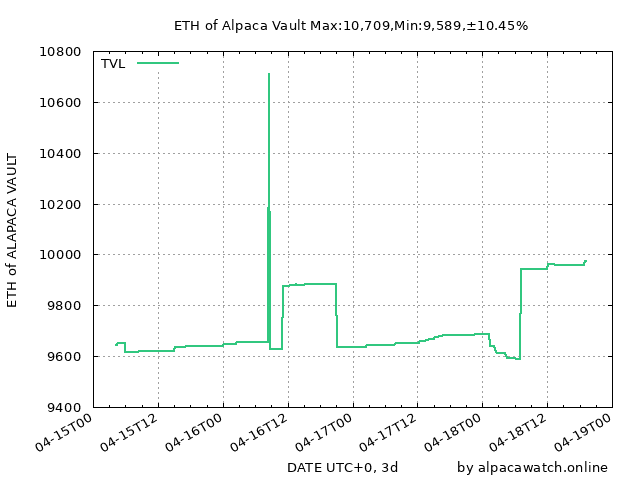 ETH of Alpaca Vault Max:10,709,Min:9,589,±10.45%
TVL
10800
10600
10400
10200
10000
9800
9600
9400
ETH of ALAPACA VAULT
04-15T00
04-15T12
04-16T00
04-16T12
04-17T00
04-17T12
04-18T00
04-18T12
04-19T00
DATE UTC+0, 3d
by alpacawatch.online